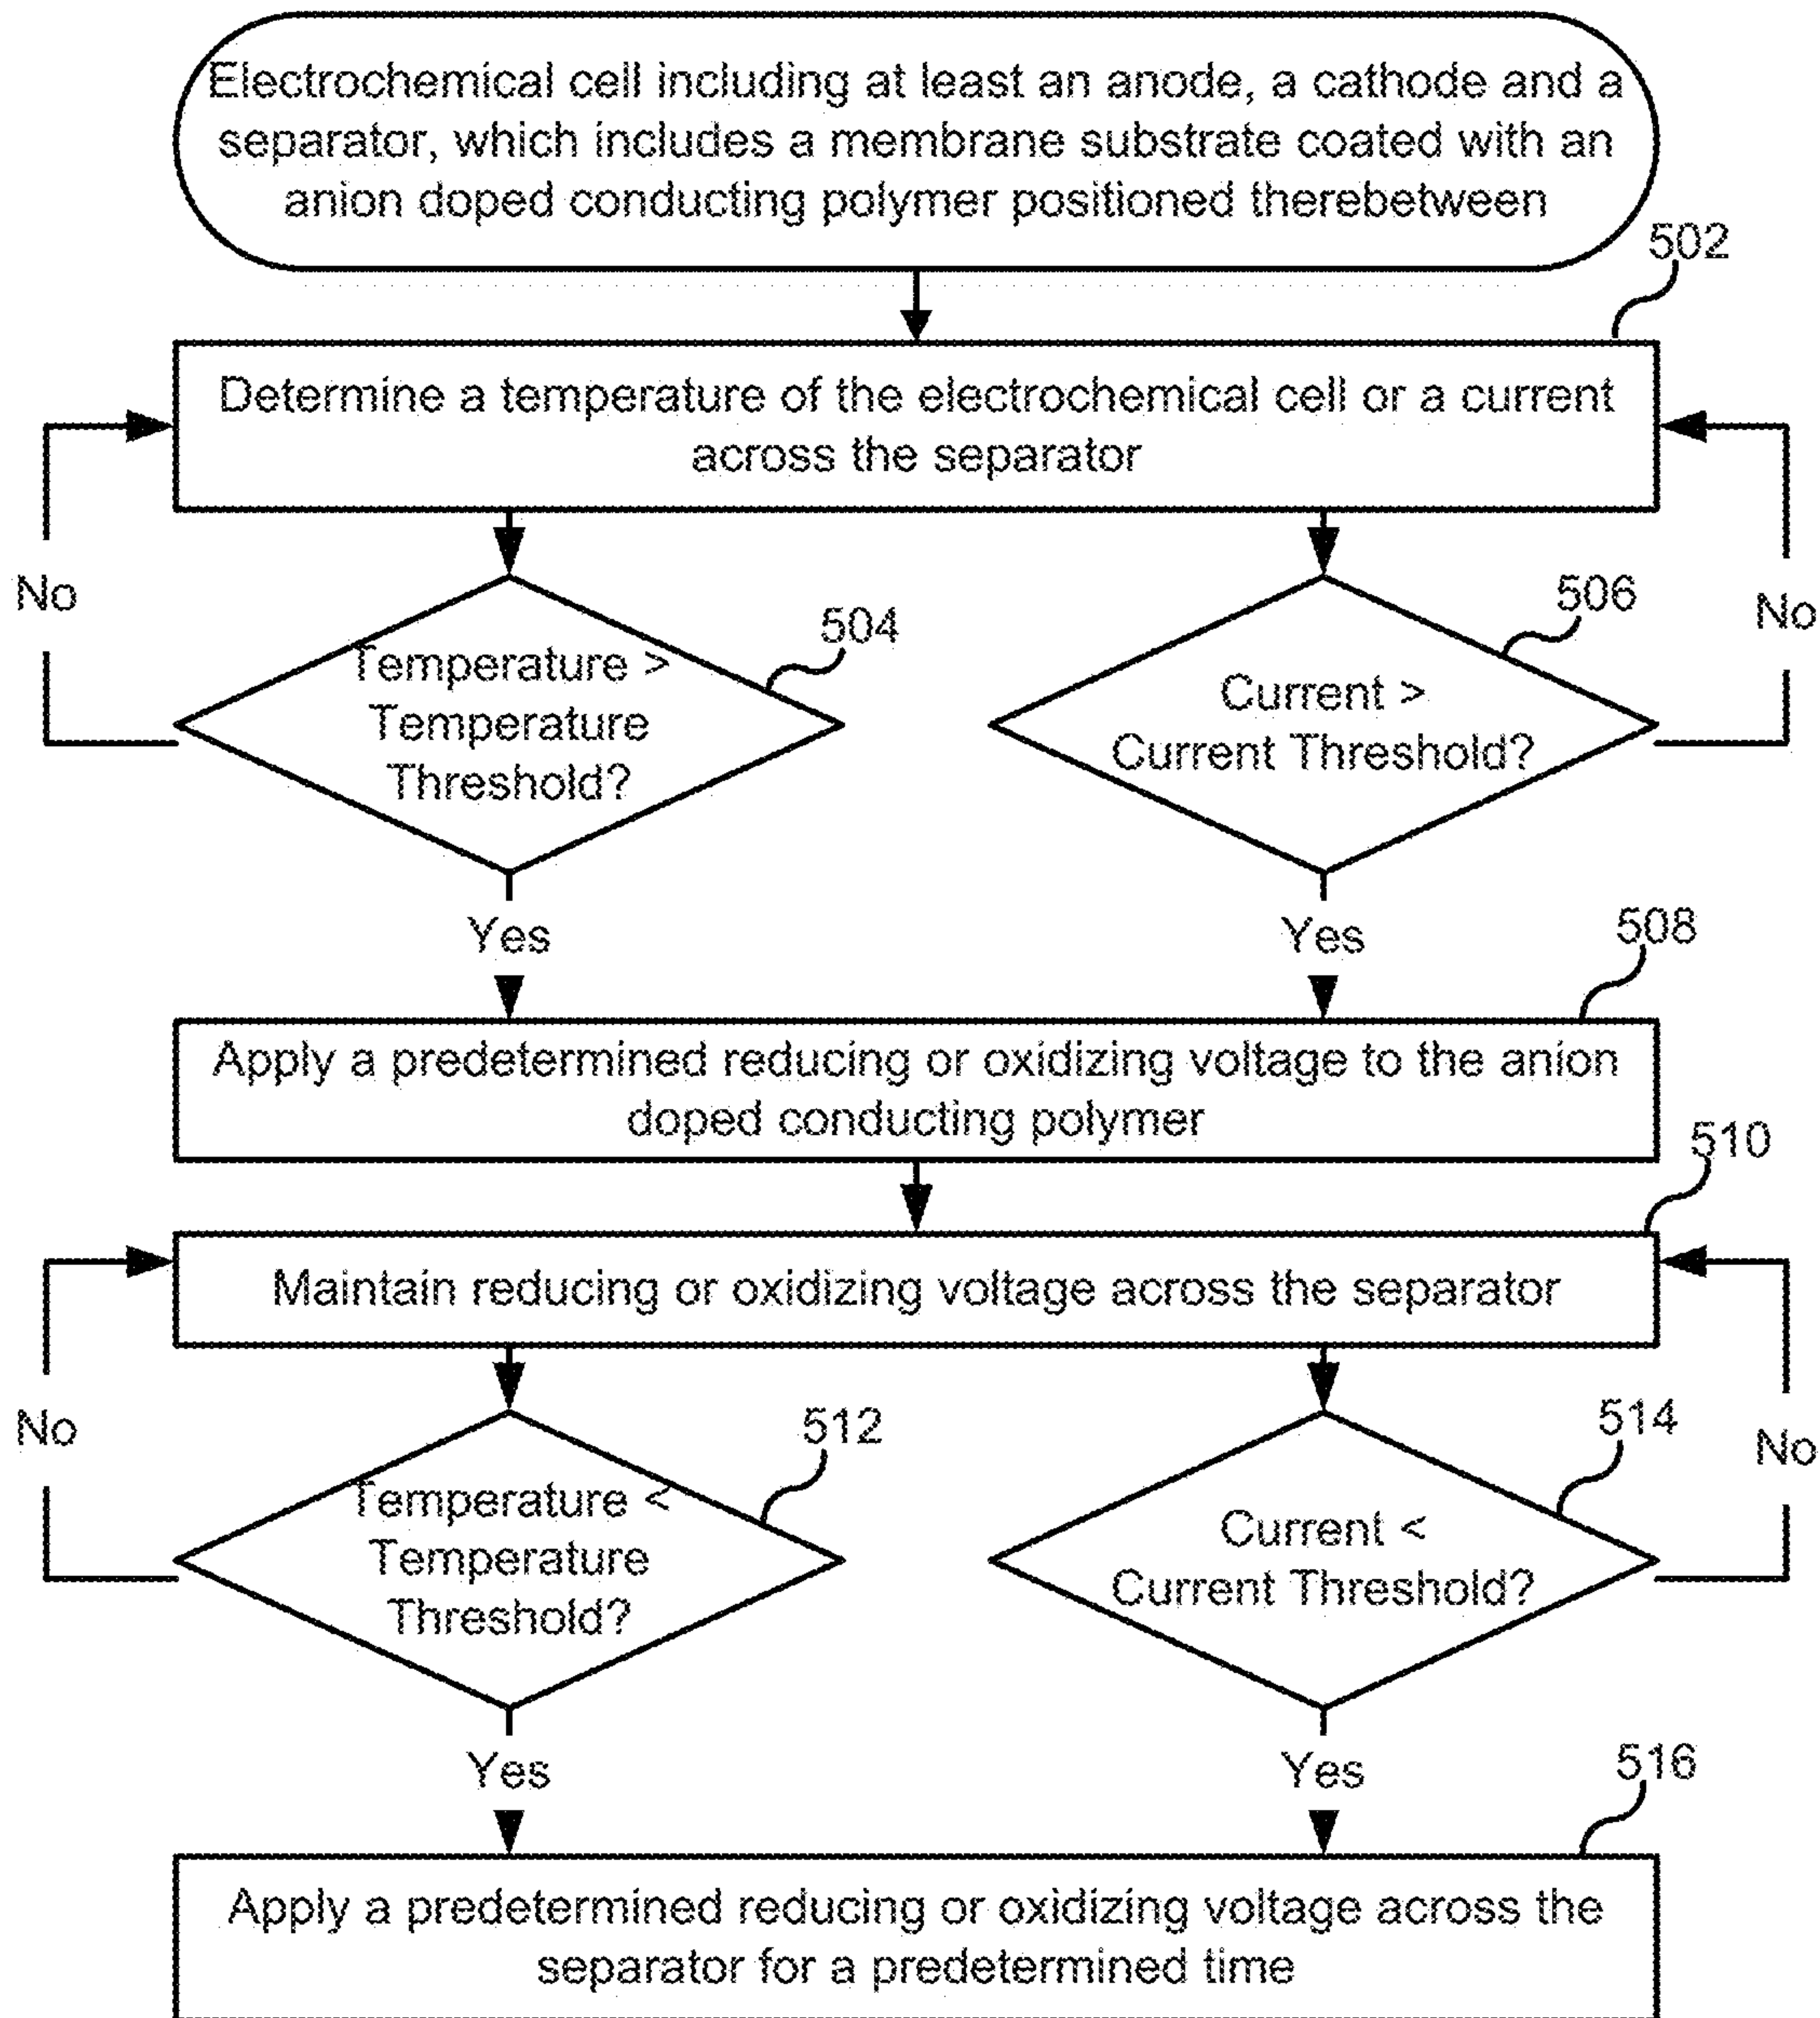 Electrochemical cell including at least an anode, a cathode and a
separator, which includes a membrane substrate coated with an
anion doped conducting polymer positioned therebetween
502
Determine a temperature of the electrochemical cell or a current
across the separator
No
504
Temperature >
Temperature
Threshold?
506
Current >
Current Threshold?
No
Yes
Yes
508
Apply a predetermined reducing or oxidizing voltage to the anion
doped conducting polymer
510
Maintain reducing or oxidizing voltage across the separator
No
512
Temperature <
Temperature
Threshold?
514
Current <
Current Threshold?
No
Yes
Yes
516
Apply a predetermined reducing or oxidizing voltage across the
separator for a predetermined time